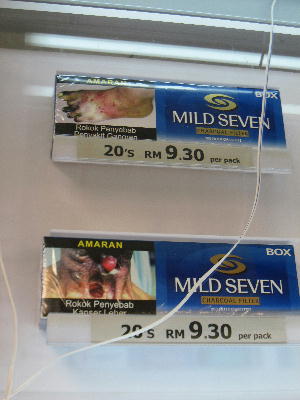 AMARAN
Rokok Penyebab
Penyakit Gangren
BOX
MILD SEVEN
CHARCOAL FILTER
20'S RM 9.30 per pack
AMARAN
Rokok Penyebab
Kanser Leher
BOX
MILD SEVEN
CHARCOAL FILTER
20'S RM 9.30 per pack